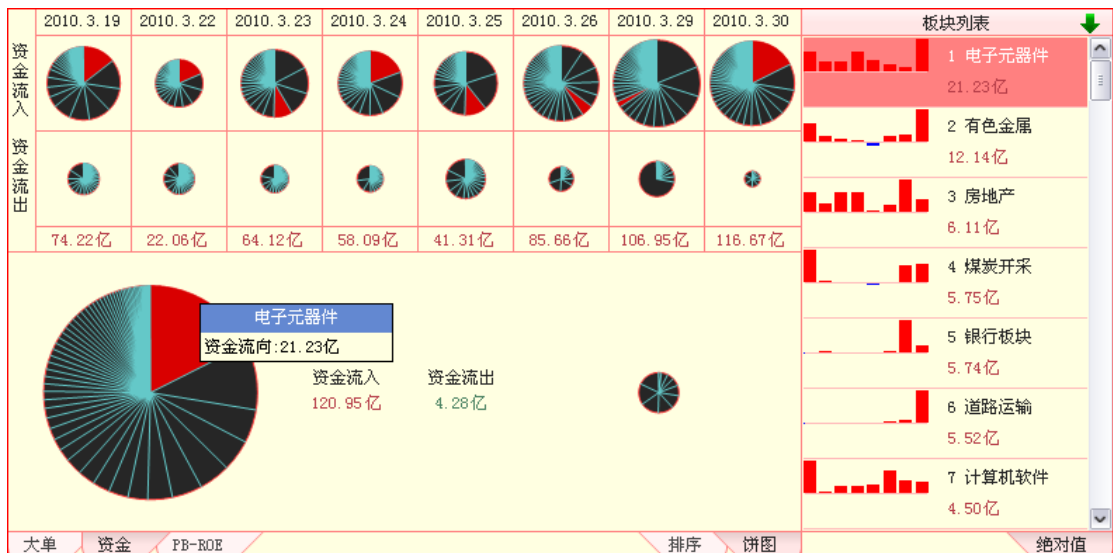 2010.3.19 2010.3.22 2010.3.23 2010.3.24 2010.3.25 2010.3.26 2010.3.29 2010.3.30
资金流入
资金流出
74.22亿 22.06亿 64.12亿 58.09亿 41.31亿 85.66亿 106.95亿 116.67亿
电子元器件
资金流向:21.23亿
资金流入 资金流出
120.95亿 4.28亿
板块列表
1 电子元器件
21.23亿
2 有色金属
12.14亿
3 房地产
6.11亿
4 煤炭开采
5.75亿
5 银行板块
5.74亿
6 道路运输
5.52亿
7 计算机软件
4.50亿
大单 资金 PB-ROE 排序 饼图 绝对值